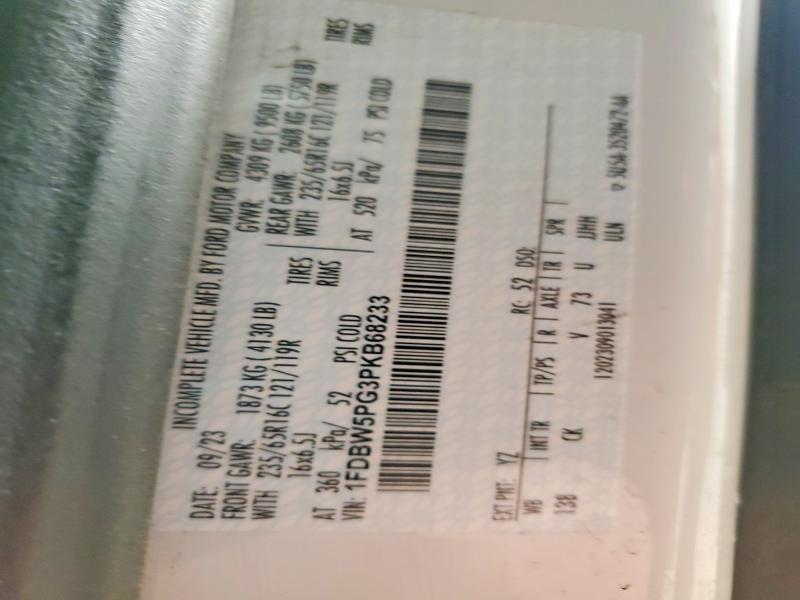 INCOMPLETE VEHICLE MFD. BY FORD MOTOR COMPANY
DATE: 09/23 GVWR: 4309 KG ( 9500 LB)
FRONT GAWR: 1873 KG ( 4130 LB) REAR GAWR: 2608 KG ( 5750 LB)
WITH 235/65R16C 121/119R TIRES WITH 235/65R16C 121/119R TIRES
16x6.5J RIMS 16x6.5J RIMS
AT 360 kPa/ 52 PSI COLD AT 520 kPa/ 75 PSI COLD
VIN: 1FDBW5PG3PKB68233
EXT PNT: YZ RC: 52 DSO:
WB INT TR TP/PS R AXLE TR SPR
138 CK V 73 U JJHH
1202309013041 ULN